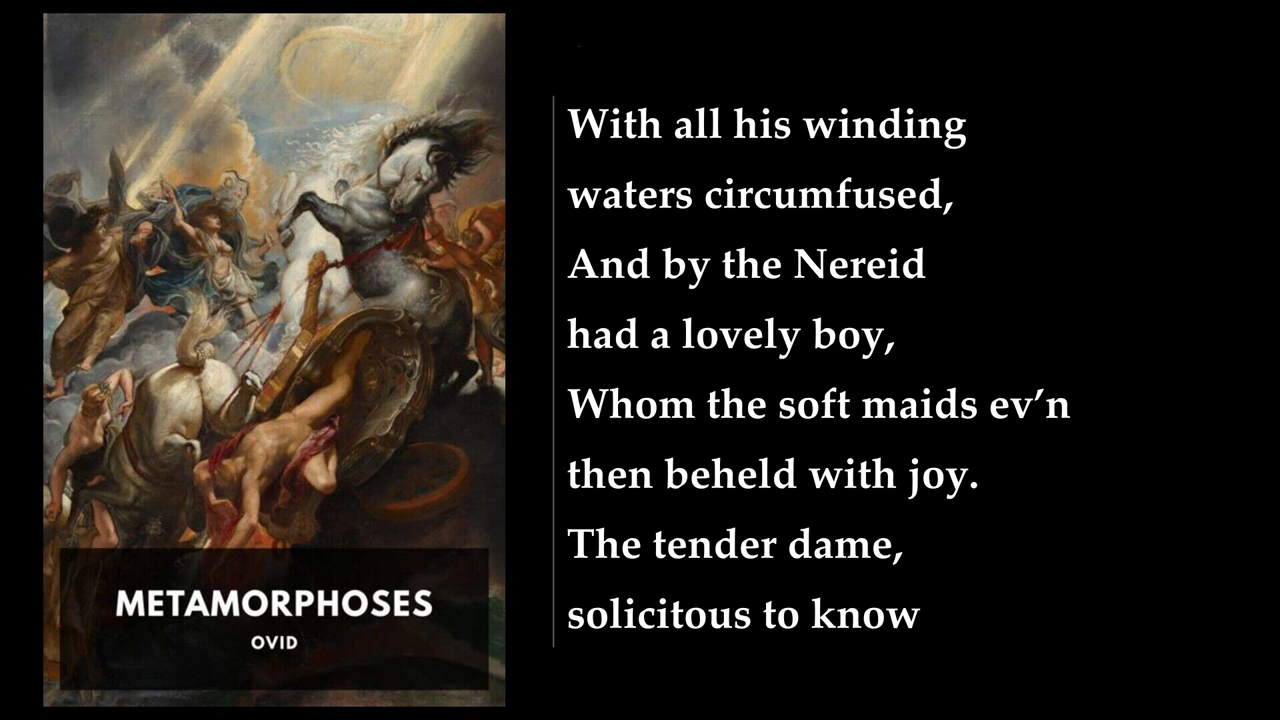 METAMORPHOSES
OVID
With all his winding
waters circumfused,
And by the Nereid
had a lovely boy,
Whom the soft maids ev’n
then beheld with joy.
The tender dame,
solicitous to know